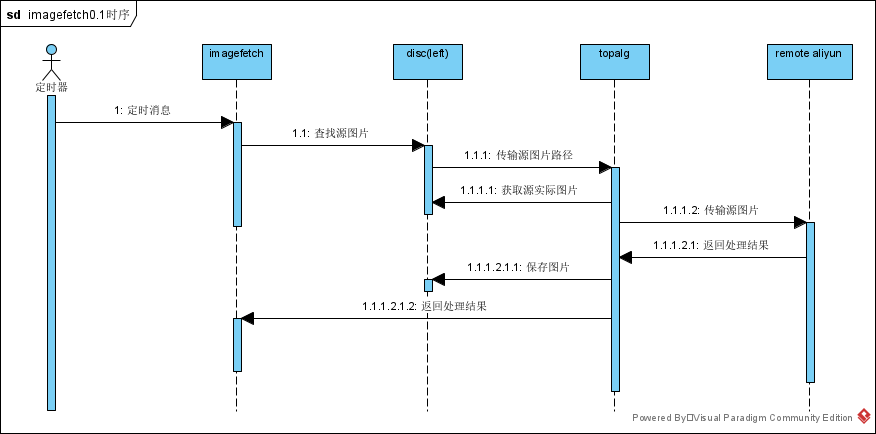 sd imagefetch0.1时序
imagefetch
disc(left)
topalg
remote aliyun
定时器
1: 定时消息
1.1: 查找源图片
1.1.1: 传输源图片路径
1.1.1.1: 获取源实际图片
1.1.1.2: 传输源图片
1.1.1.2.1: 返回处理结果
1.1.1.2.1.1: 保存图片
1.1.1.2.1.2: 返回处理结果
Powered By Visual Paradigm Community Edition